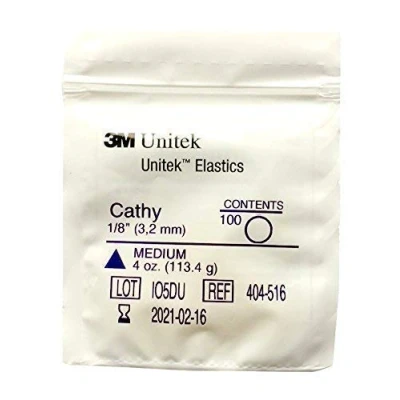 3M Unitek
Unitek™ Elastics
Cathy
1/8" (3,2 mm)
CONTENTS
100
MEDIUM
4 oz. (113.4 g)
LOT IO5DU REF 404-516
2021-02-16